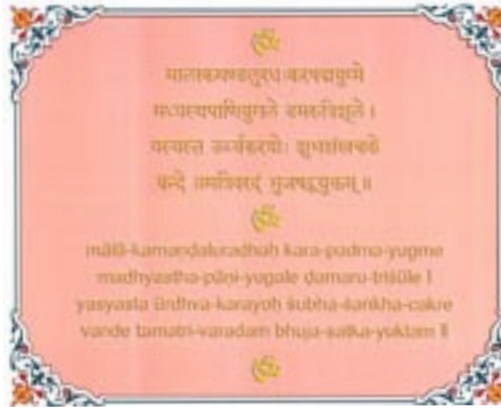 ॐ
मालाकमण्डलुरधःकरपद्मयुग्मे
मध्यस्थपाणियुगले डमरुत्रिशूले ।
यस्यस्त ऊर्ध्वकरयोः शुभशंखचक्रे
वन्दे तमत्रिवरदं भुजषट्कयुक्तम् ॥
ॐ
mālā-kamaṇḍaluradhaḥ kara-padma-yugme
madhyastha-pāṇi-yugale ḍamaru-triśūle |
yasyasta ūrdhva-karayoḥ śubha-śaṅkha-cakre
vande tamatri-varadam bhuja-ṣaṭka-yuktam ||
ॐ